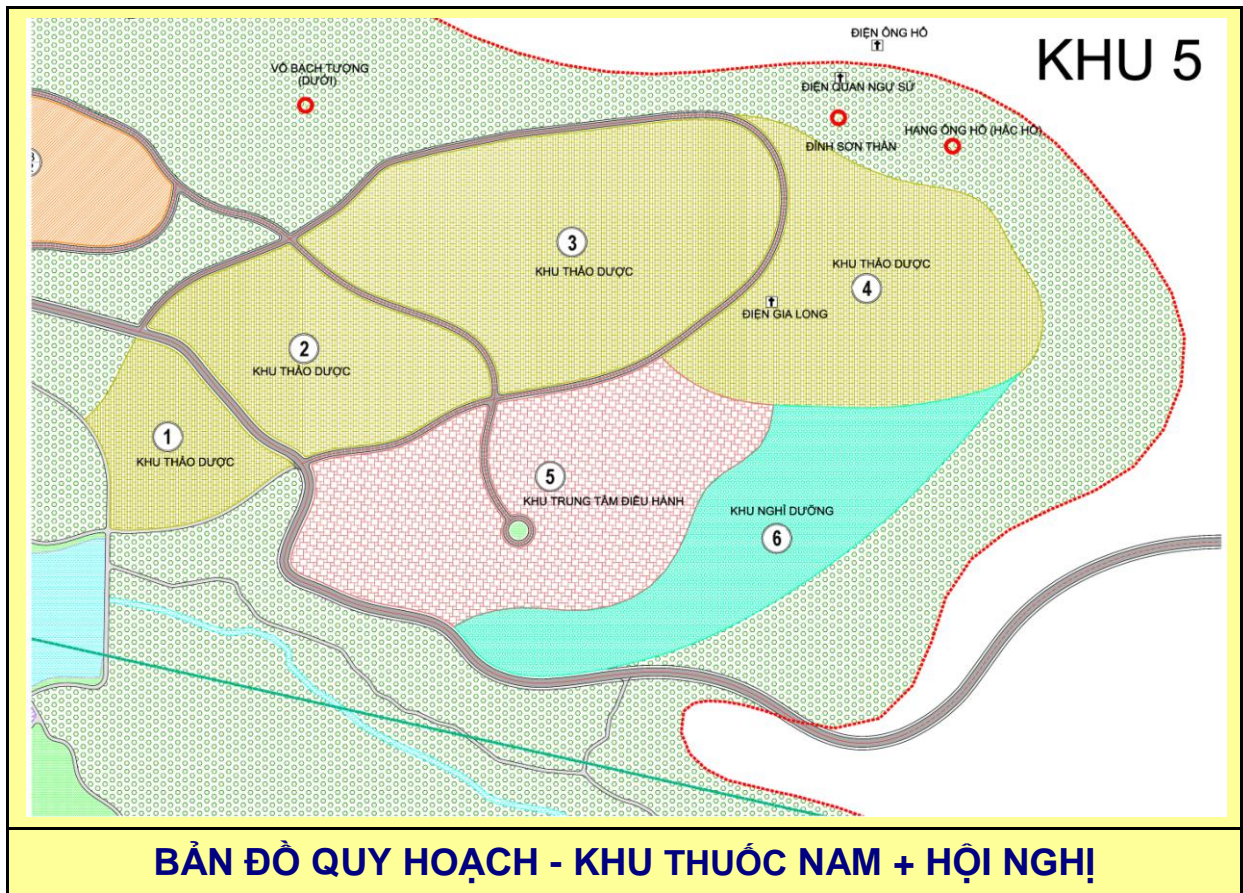 ĐIỆN ÔNG HỔ
KHU 5
VỒ BẠCH TƯỢNG
(DƯỚI)
ĐIỆN QUAN NGỰ SỬ
HANG ÔNG HỔ (HẮC HỔ)
ĐỈNH SƠN THẦN
3
KHU THẢO DƯỢC
KHU THẢO DƯỢC
4
ĐIỆN GIA LONG
2
KHU THẢO DƯỢC
1
KHU THẢO DƯỢC
5
KHU TRUNG TÂM ĐIỀU HÀNH
KHU NGHỈ DƯỠNG
6
BẢN ĐỒ QUY HOẠCH - KHU THUỐC NAM + HỘI NGHỊ